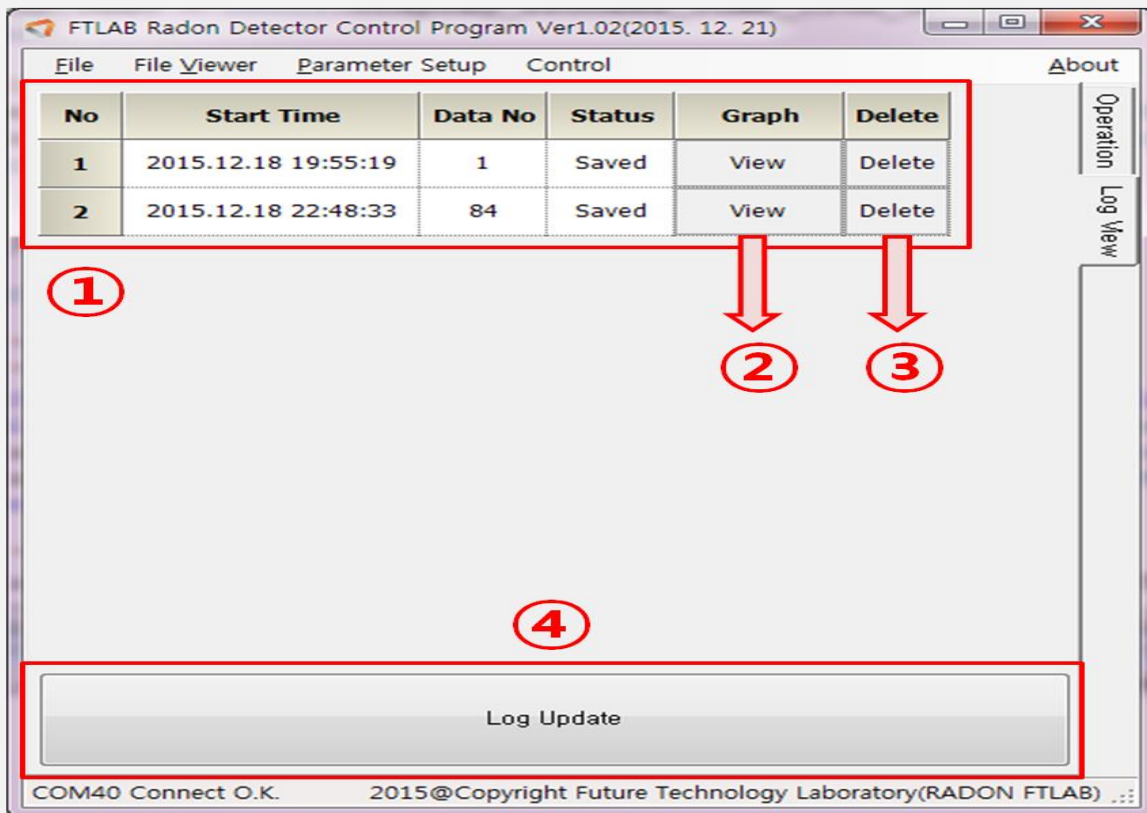 FTLAB Radon Detector Control Program Ver1.02(2015. 12. 21)
File File Viewer Parameter Setup Control About
No Start Time Data No Status Graph Delete
1 2015.12.18 19:55:19 1 Saved View Delete
2 2015.12.18 22:48:33 84 Saved View Delete
Operation
Log View
①
② ③
④
Log Update
COM40 Connect O.K. 2015@Copyright Future Technology Laboratory(RADON FTLAB)